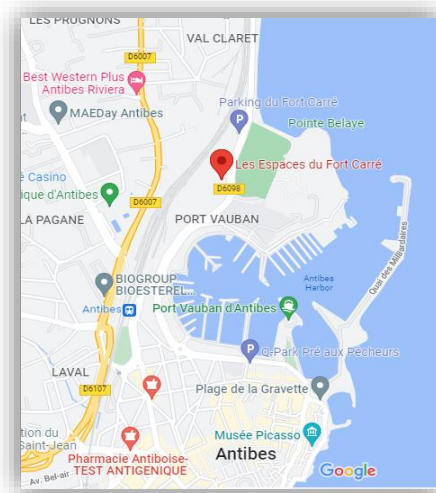 LES PRUGNONS
VAL CLARET
D6007
Best Western Plus
Antibes Riviera
Parking du Fort Carré
MAEDay Antibes
Pointe Belaye
Les Espaces du Fort Carré
Casino
ique d'Antibes
D6098
D6007
LA PAGANE
PORT VAUBAN
Quai des Milliardaires
BIOGROUP
BIOESTEREL...
Antibes
Harbor
Antibes
Port Vauban d'Antibes
Q-Park Pré aux Pêcheurs
LAVAL
D6107
Plage de la Gravette
tion du
Saint-Jean
Musée Picasso
Pharmacie Antiboise-
TEST ANTIGENIQUE
Antibes
Av. Bel-air
Google